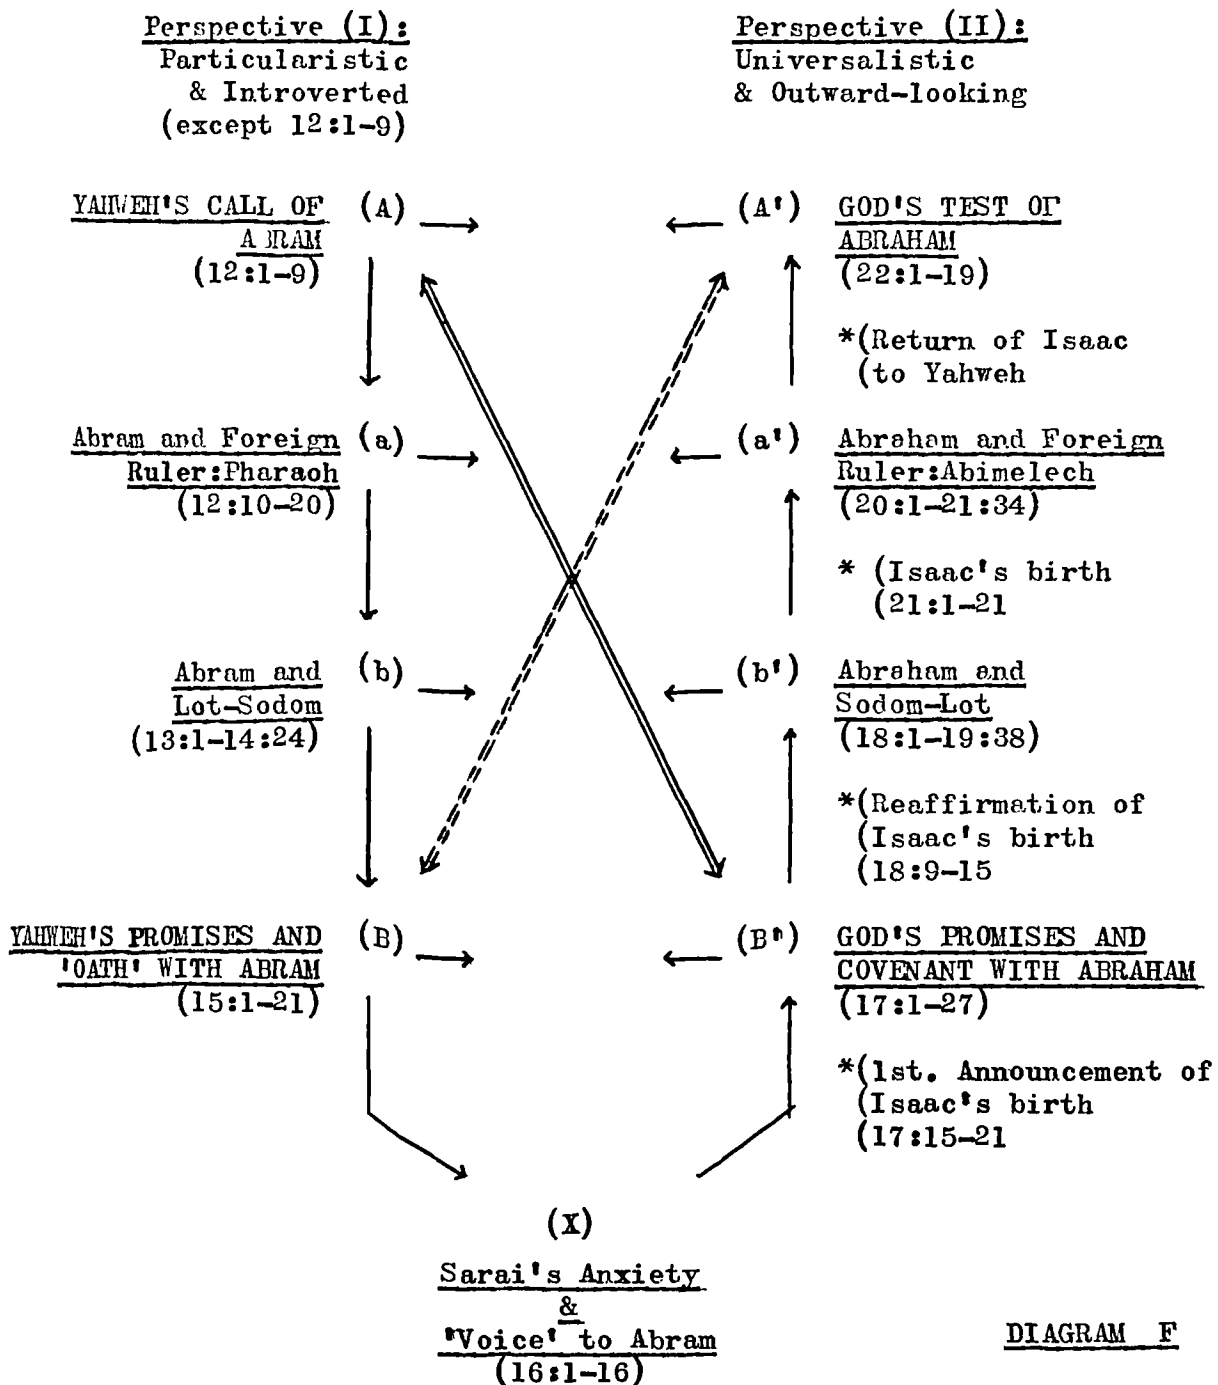 Perspective (I):
Particularistic
& Introverted
(except 12:1-9)
Perspective (II):
Universalistic
& Outward-looking
YAHWEH'S CALL OF
ABRAM
(12:1-9)
(A)
(A')
GOD'S TEST OF
ABRAHAM
(22:1-19)
*(Return of Isaac
(to Yahweh
Abram and Foreign
Ruler:Pharaoh
(12:10-20)
(a)
(a')
Abraham and Foreign
Ruler:Abimelech
(20:1-21:34)
* (Isaac's birth
(21:1-21
Abram and
Lot-Sodom
(13:1-14:24)
(b)
(b')
Abraham and
Sodom-Lot
(18:1-19:38)
*(Reaffirmation of
(Isaac's birth
(18:9-15
YAHWEH'S PROMISES AND
'OATH' WITH ABRAM
(15:1-21)
(B)
(B')
GOD'S PROMISES AND
COVENANT WITH ABRAHAM
(17:1-27)
*(1st. Announcement of
(Isaac's birth
(17:15-21
(X)
Sarai's Anxiety
&
'Voice' to Abram
(16:1-16)
DIAGRAM F